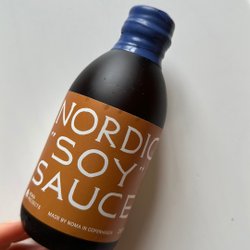 NORDIC
"SOY"
SAUCE
MADE BY NOMA IN COPENHAGEN